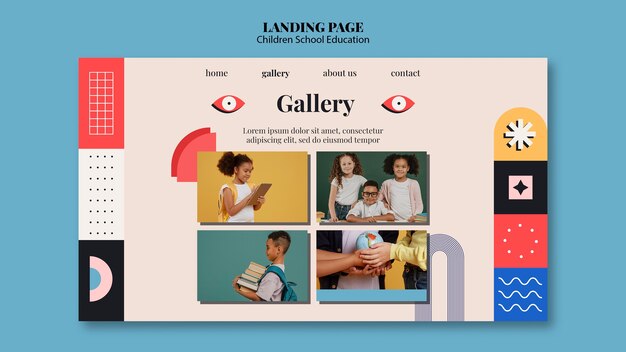 LANDING PAGE
Children School Education
home gallery about us contact
Gallery
Lorem ipsum dolor sit amet, consectetur
adipiscing elit, sed do eiusmod tempor